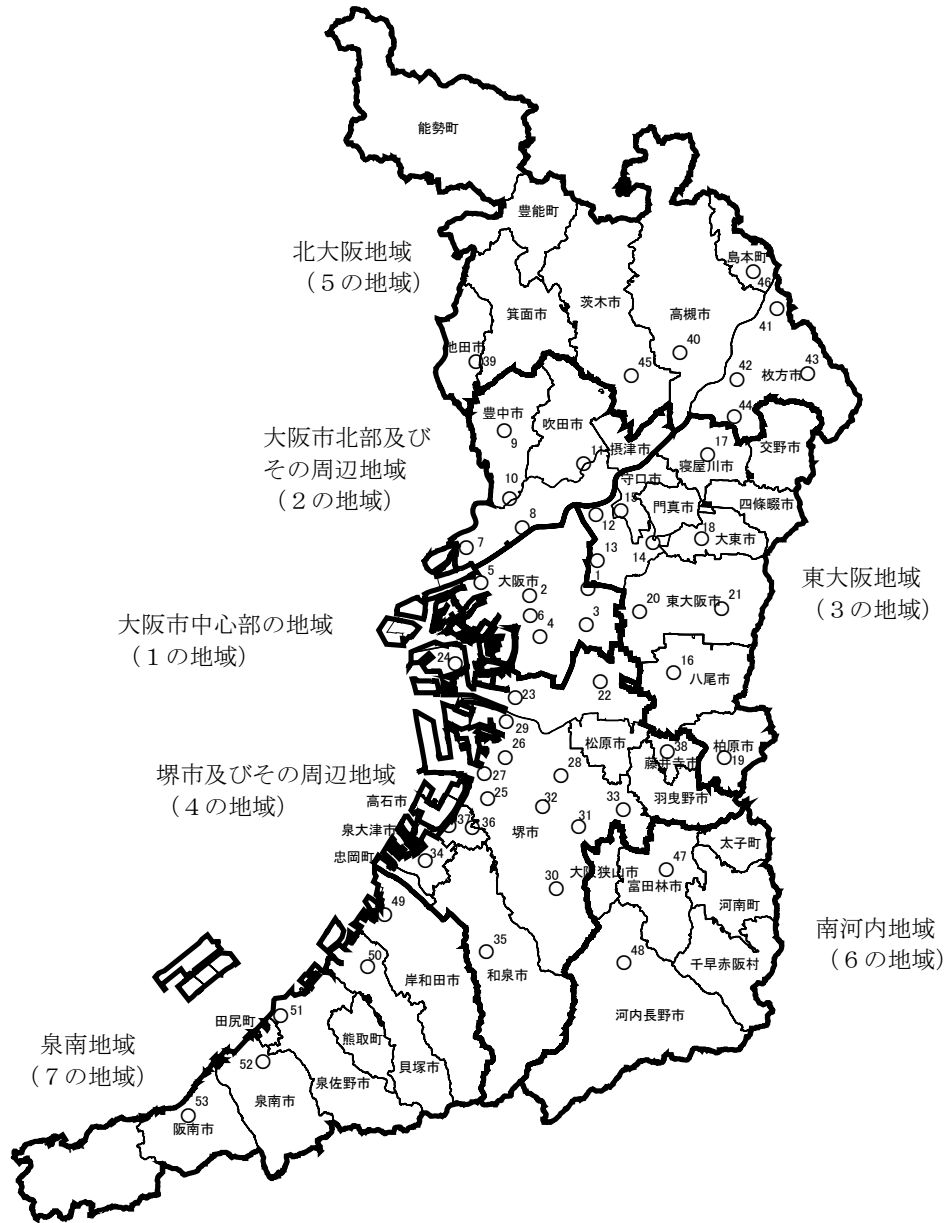 能勢町
豊能町
北大阪地域
（５の地域）
島本町
46
茨木市
箕面市
高槻市
41
池田市
39
40
43
45
42
枚方市
44
豊中市
9
吹田市
大阪市北部及び
その周辺地域
（２の地域）
11
摂津市
17
寝屋川市
交野市
守口市
10
15
門真市
四條畷市
12
18
大東市
8
7
13
14
5
大阪市
2
1
東大阪地域
（３の地域）
20
東大阪市
21
大阪市中心部の地域
（１の地域）
6
3
4
24
16
八尾市
22
23
29
松原市
38
柏原市
26
藤井寺市
19
堺市及びその周辺地域
（４の地域）
28
27
羽曳野市
高石市
25
32
33
泉大津市
37
36
堺市
31
太子町
忠岡町
34
大阪狭山市
47
富田林市
30
河南町
49
南河内地域
（６の地域）
35
和泉市
48
千早赤阪村
50
岸和田市
51
河内長野市
田尻町
熊取町
泉南地域
（７の地域）
52
貝塚市
泉佐野市
泉南市
53
阪南市